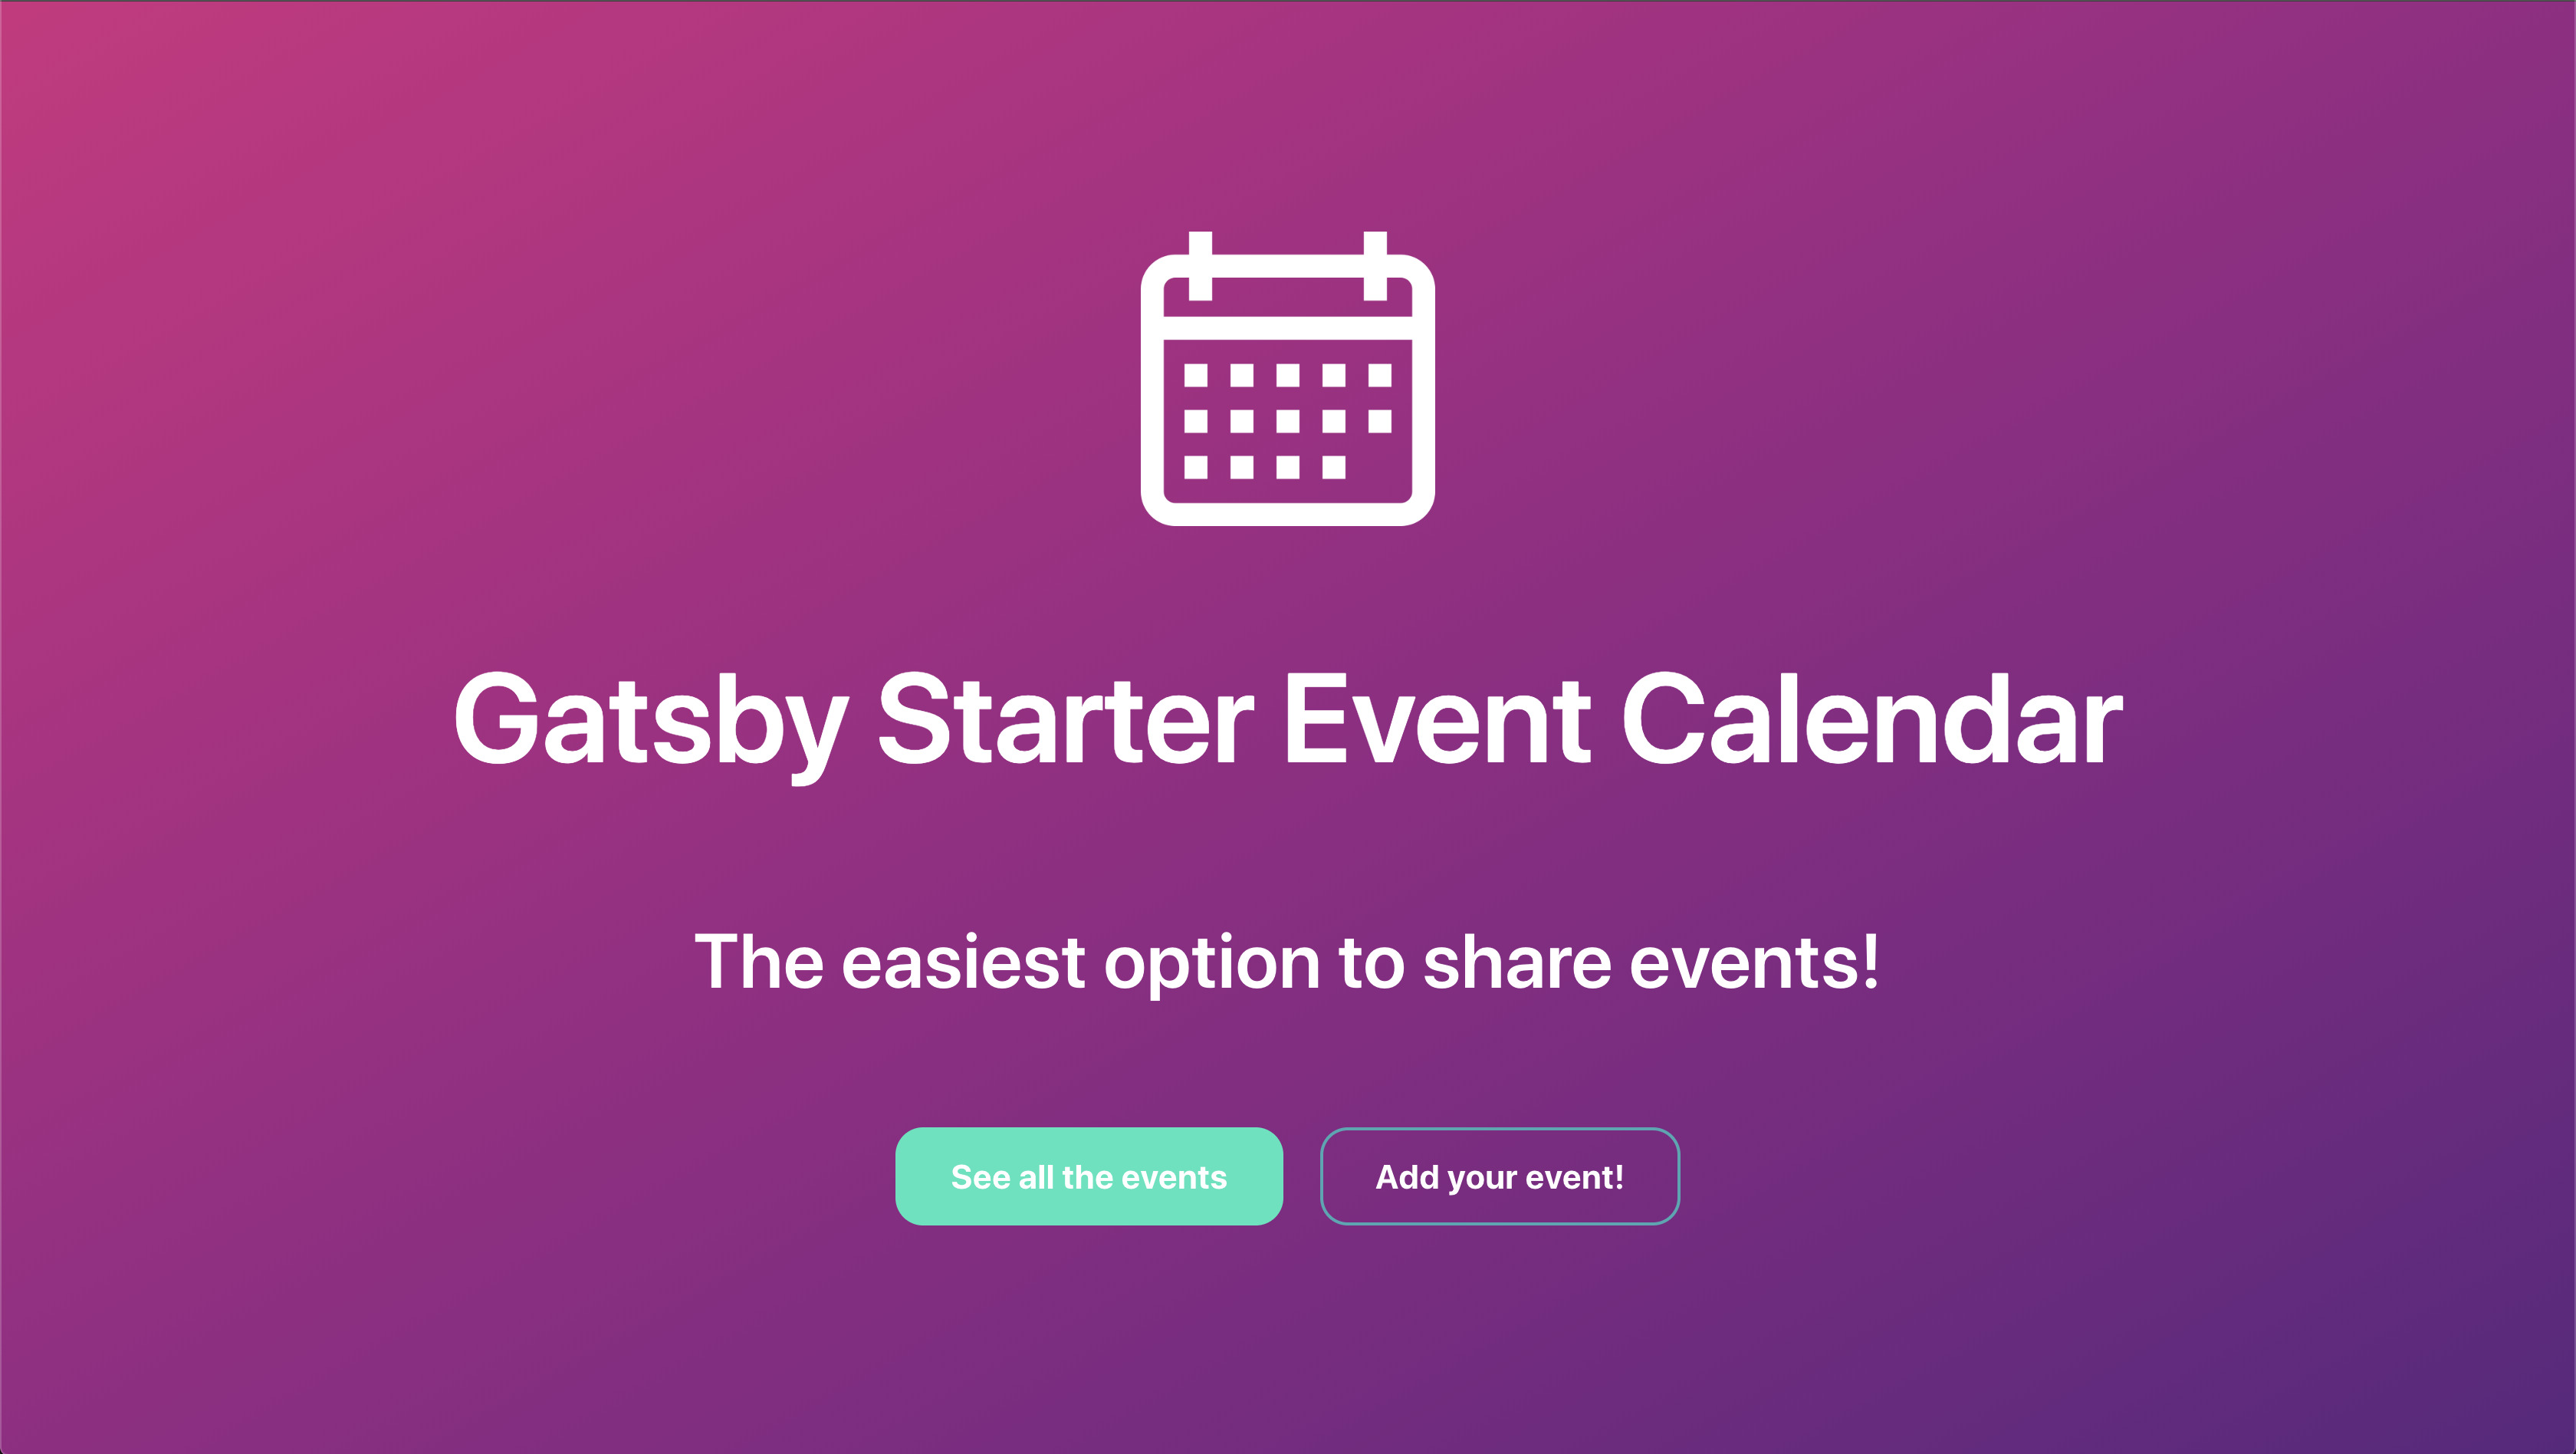 Gatsby Starter Event Calendar
The easiest option to share events!
See all the events
Add your event!